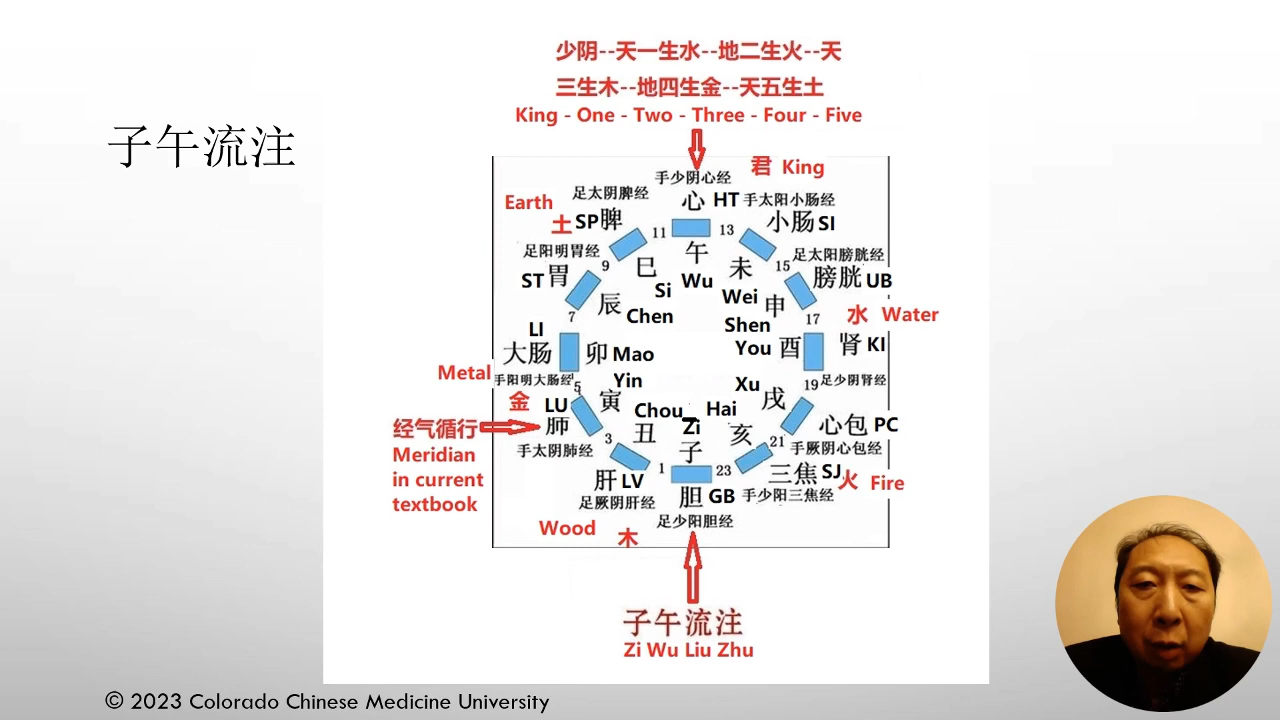 少阴--天一生水--地二生火--天
三生木--地四生金--天五生土
King - One - Two - Three - Four - Five
子午流注
君 King
手少阴心经
心 HT
手太阳小肠经
小肠 SI
足太阴脾经
Earth
土 SP 脾
11
13
午
Wu
足阳明胃经
ST 胃
9
巳
Si
未
Wei
15
足太阳膀胱经
膀胱 UB
辰
Chen
7
申
Shen
17
水 Water
LI
大肠
卯 Mao
You 酉
肾 KI
Metal
手阳明大肠经
5
Yin
寅
Xu
戌
19
足少阴肾经
金
LU
肺
经气循行
Meridian
in current
textbook
手太阴肺经
3
Chou
丑
Zi
子
Hai
亥
21
心包 PC
手厥阴心包经
1
23
肝 LV
足厥阴肝经
胆 GB
足少阳胆经
三焦 SJ
手少阳三焦经
火 Fire
Wood
木
子午流注
Zi Wu Liu Zhu
© 2023 Colorado Chinese Medicine University